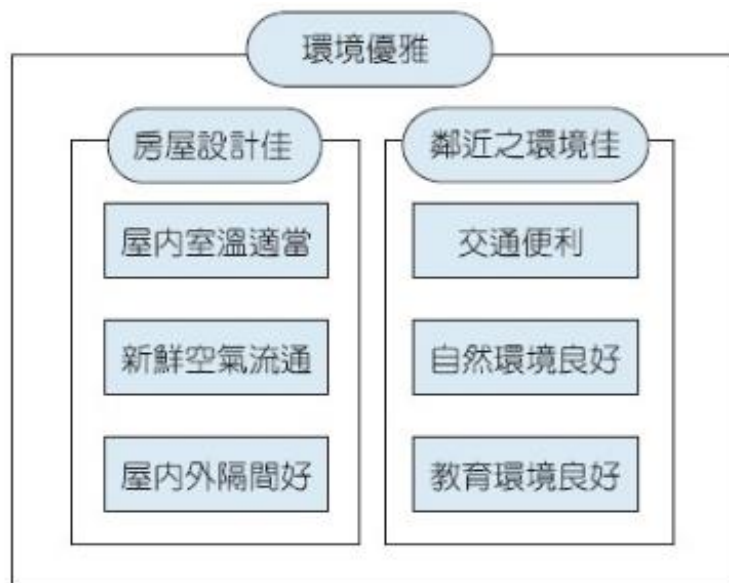 環境優雅
房屋設計佳
屋內室溫適當
新鮮空氣流通
屋內外隔間好
鄰近之環境佳
交通便利
自然環境良好
教育環境良好